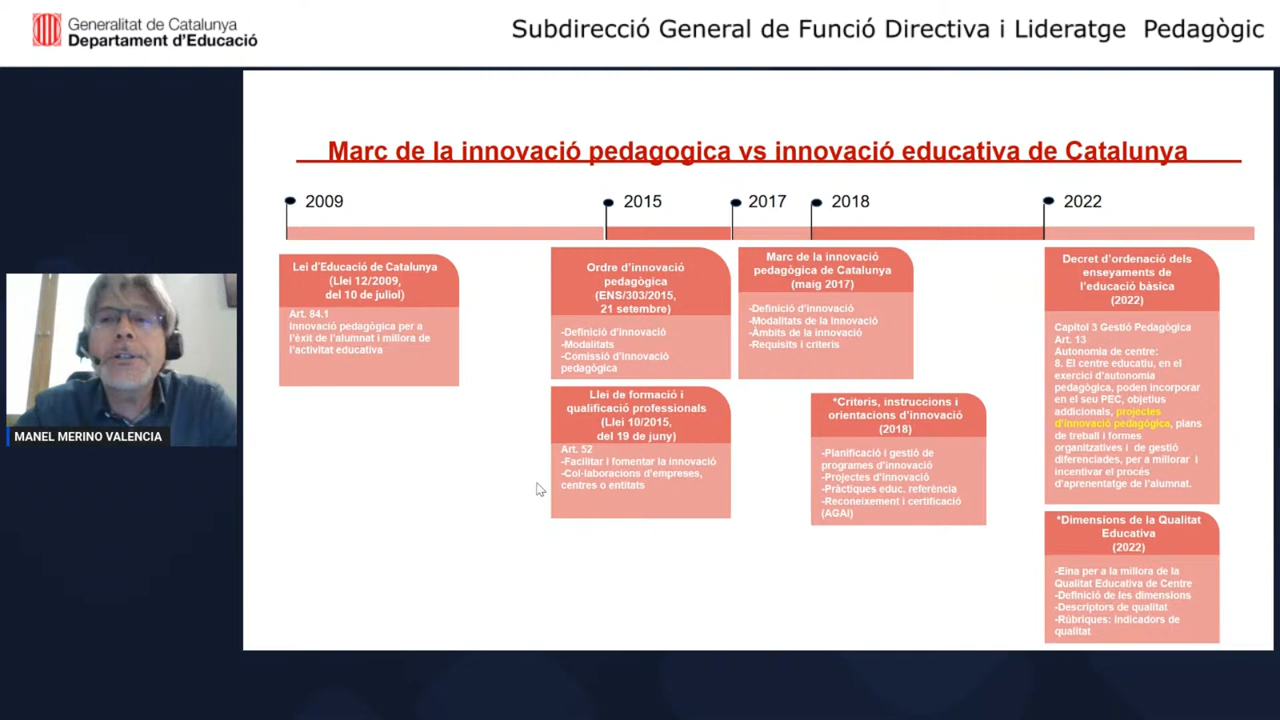 Generalitat de Catalunya
Departament d'Educació
Subdirecció General de Funció Directiva i Lideratge Pedagògic
Marc de la innovació pedagogica vs innovació educativa de Catalunya
2009
2015
2017
2018
2022
Lei d'Educació de Catalunya
(Llei 12/2009,
del 10 de juliol)
Art. 84.1
Innovació pedagògica per a
l'èxit de l'alumnat i millora de
l'activitat educativa
Ordre d'innovació
pedagògica
(ENS/303/2015,
21 setembre)
-Definició d'innovació
-Modalitats
-Comissió d'innovació
pedagògica
Llei de formació i
qualificació professionals
(Llei 10/2015,
del 19 de juny)
Art. 52
-Facilitar i fomentar la innovació
-Col·laboracions d'empreses,
centres o entitats
Marc de la innovació
pedagògica de Catalunya
(maig 2017)
-Definició d'innovació
-Modalitats de la innovació
-Àmbits de la innovació
-Requisits i criteris
*Criteris, instruccions i
orientacions d'innovació
(2018)
-Planificació i gestió de
programes d'innovació
-Projectes d'innovació
-Pràctiques educ. referència
-Reconeixement i certificació
(AGAI)
Decret d'ordenació dels
enseyaments de
l'educació bàsica
(2022)
Capítol 3 Gestió Pedagògica
Art. 13
Autonomia de centre:
8. El centre educatiu, en el
exercici d'autonomia
pedagògica, poden incorporar
en el seu PEC, objetius
addicionals, projectes
d'innovació pedagògica, plans
de treball i formes
organitzatives i de gestió
diferenciades, per a millorar i
incentivar el procés
d'aprenentatge de l'alumnat.
*Dimensions de la Qualitat
Educativa
(2022)
-Eina per a la millora de la
Qualitat Educativa de Centre
-Definició de les dimensions
-Descriptors de qualitat
-Rúbriques: indicadors de
qualitat
MANEL MERINO VALENCIA